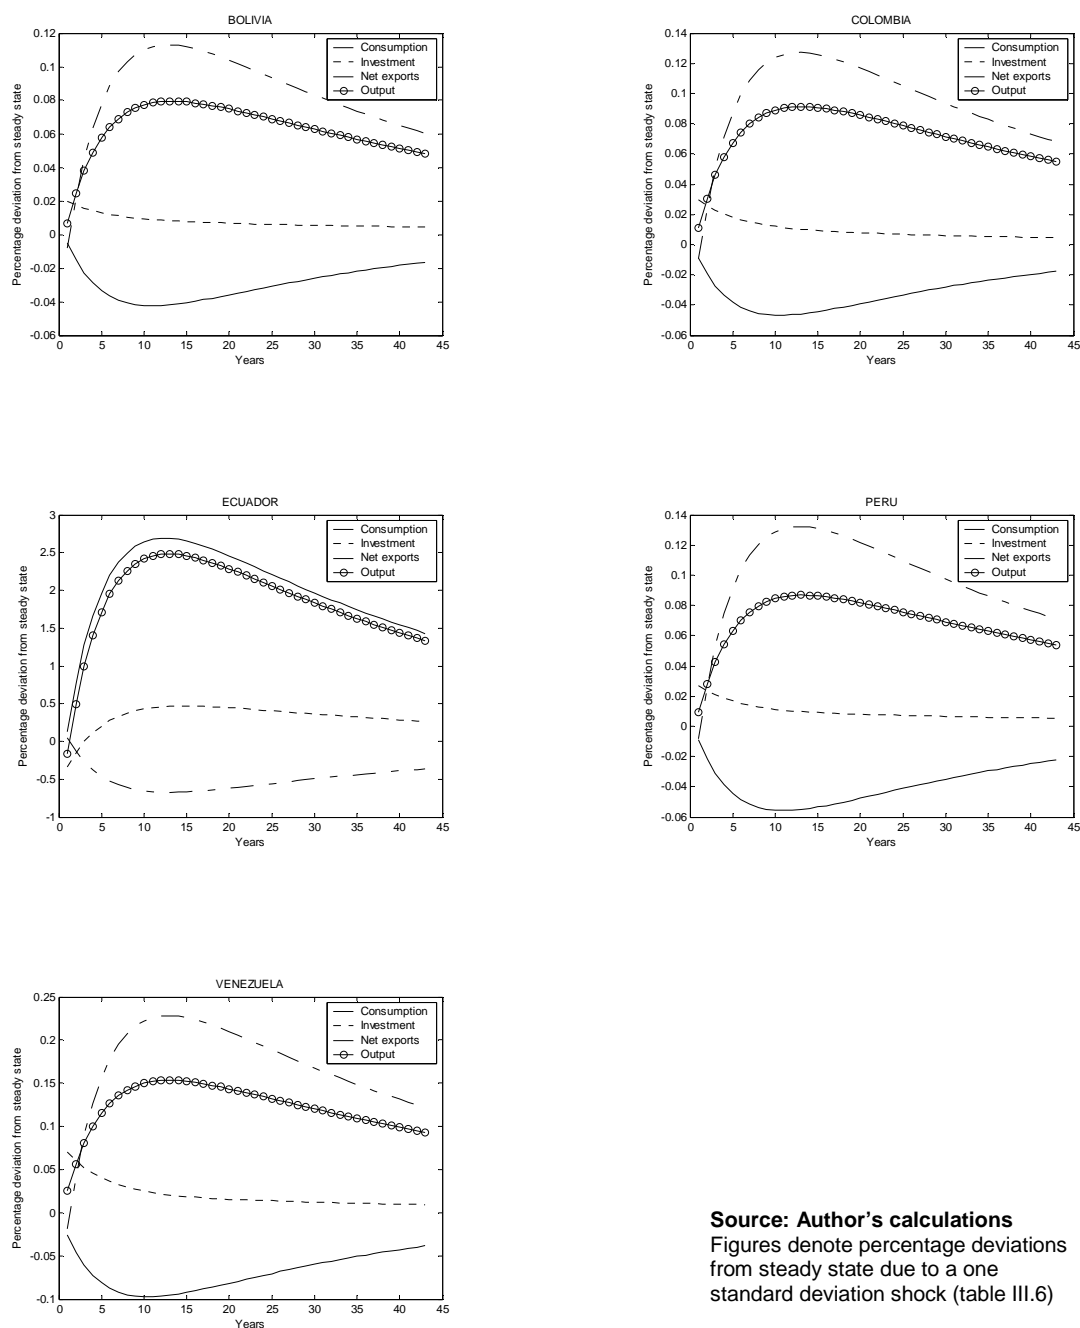 BOLIVIA
0.12
0.1
0.08
0.06
0.04
0.02
0
-0.02
-0.04
-0.06
Percentage deviation from steady state
Consumption
Investment
Net exports
Output
0 5 10 15 20 25 30 35 40 45
Years
COLOMBIA
0.14
0.12
0.1
0.08
0.06
0.04
0.02
0
-0.02
-0.04
-0.06
Percentage deviation from steady state
Consumption
Investment
Net exports
Output
0 5 10 15 20 25 30 35 40 45
Years
ECUADOR
3
2.5
2
1.5
1
0.5
0
-0.5
-1
Percentage deviation from steady state
Consumption
Investment
Net exports
Output
0 5 10 15 20 25 30 35 40 45
Years
PERU
0.14
0.12
0.1
0.08
0.06
0.04
0.02
0
-0.02
-0.04
-0.06
Percentage deviation from steady state
Consumption
Investment
Net exports
Output
0 5 10 15 20 25 30 35 40 45
Years
VENEZUELA
0.25
0.2
0.15
0.1
0.05
0
-0.05
-0.1
Percentage deviation from steady state
Consumption
Investment
Net exports
Output
0 5 10 15 20 25 30 35 40 45
Years
Source: Author's calculations
Figures denote percentage deviations
from steady state due to a one
standard deviation shock (table III.6)